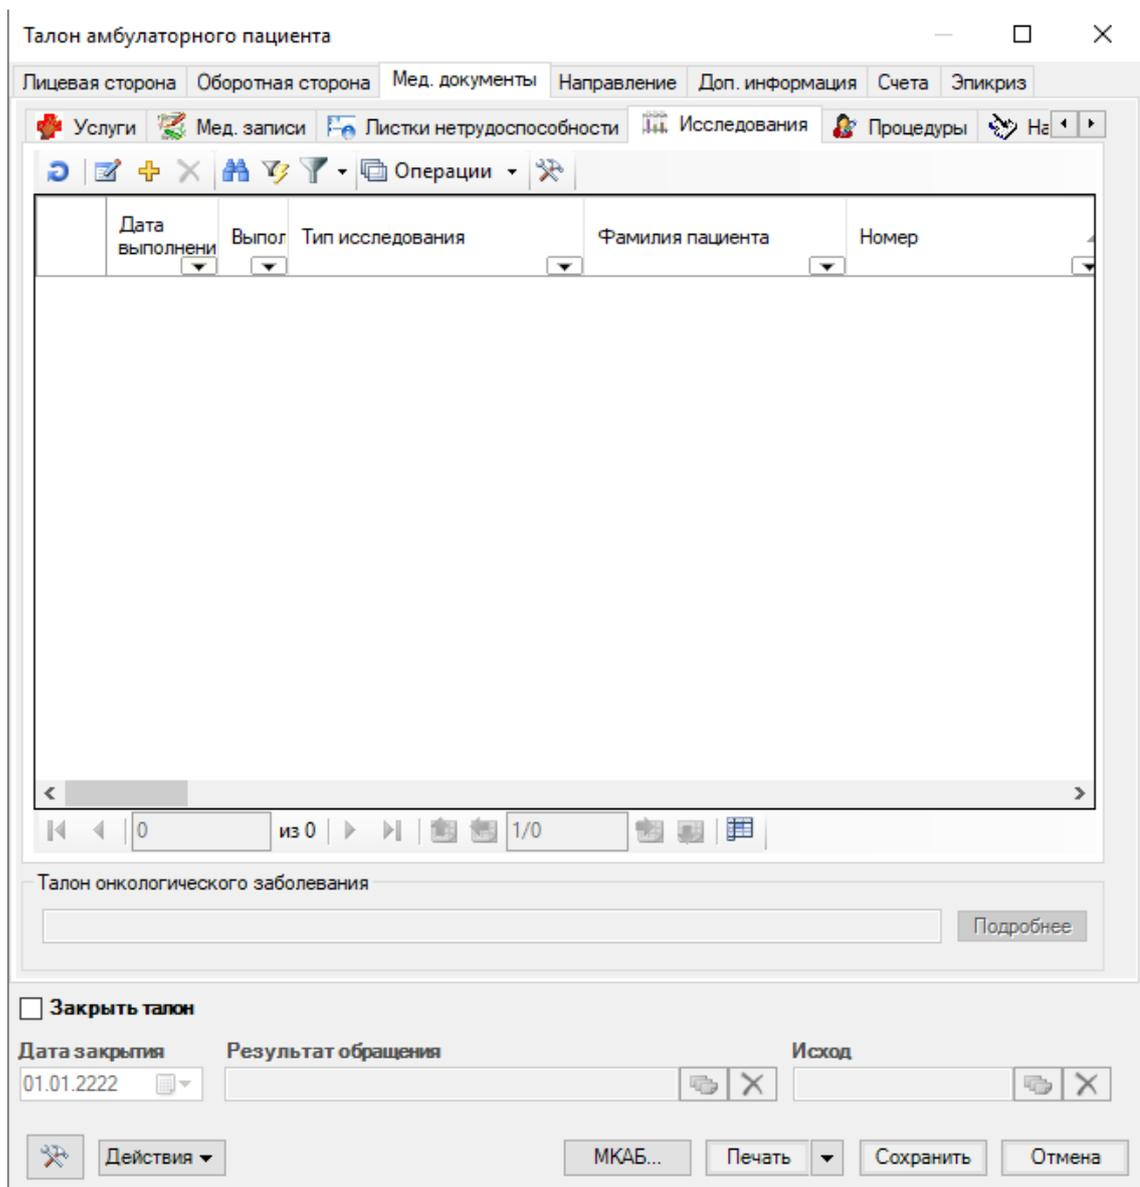 Талон амбулаторного пациента
Лицевая сторона Оборотная сторона Мед. документы Направление Доп. информация Счета Эпикриз
Услуги Мед. записи Листки нетрудоспособности Исследования Процедуры На
Операции
Дата
выполнени Выпол Тип исследования Фамилия пациента Номер
0 из 0 1/0
Талон онкологического заболевания
Подробнее
Закрыть талон
Дата закрытия Результат обращения Исход
01.01.2222
Действия МКАБ... Печать Сохранить Отмена